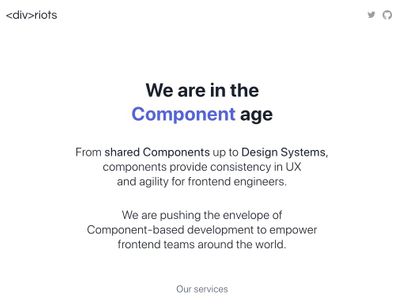 <div>riots
We are in the
Component age
From shared Components up to Design Systems,
components provide consistency in UX
and agility for frontend engineers.
We are pushing the envelope of
Component-based development to empower
frontend teams around the world.
Our services